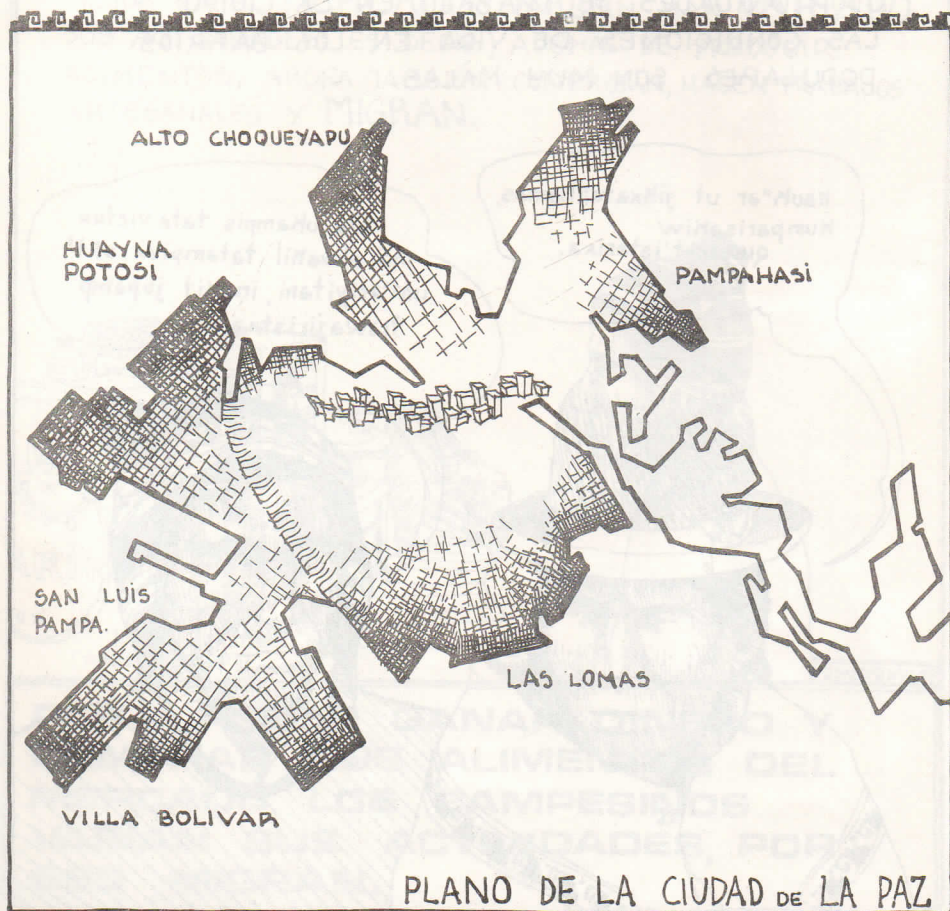 ALTO CHOQUEYAPU
HUAYNA
POTOSI
PAMPAHASI
SAN LUIS
PAMPA.
LAS LOMAS
VILLA BOLIVAR
PLANO DE LA CIUDAD DE LA PAZ